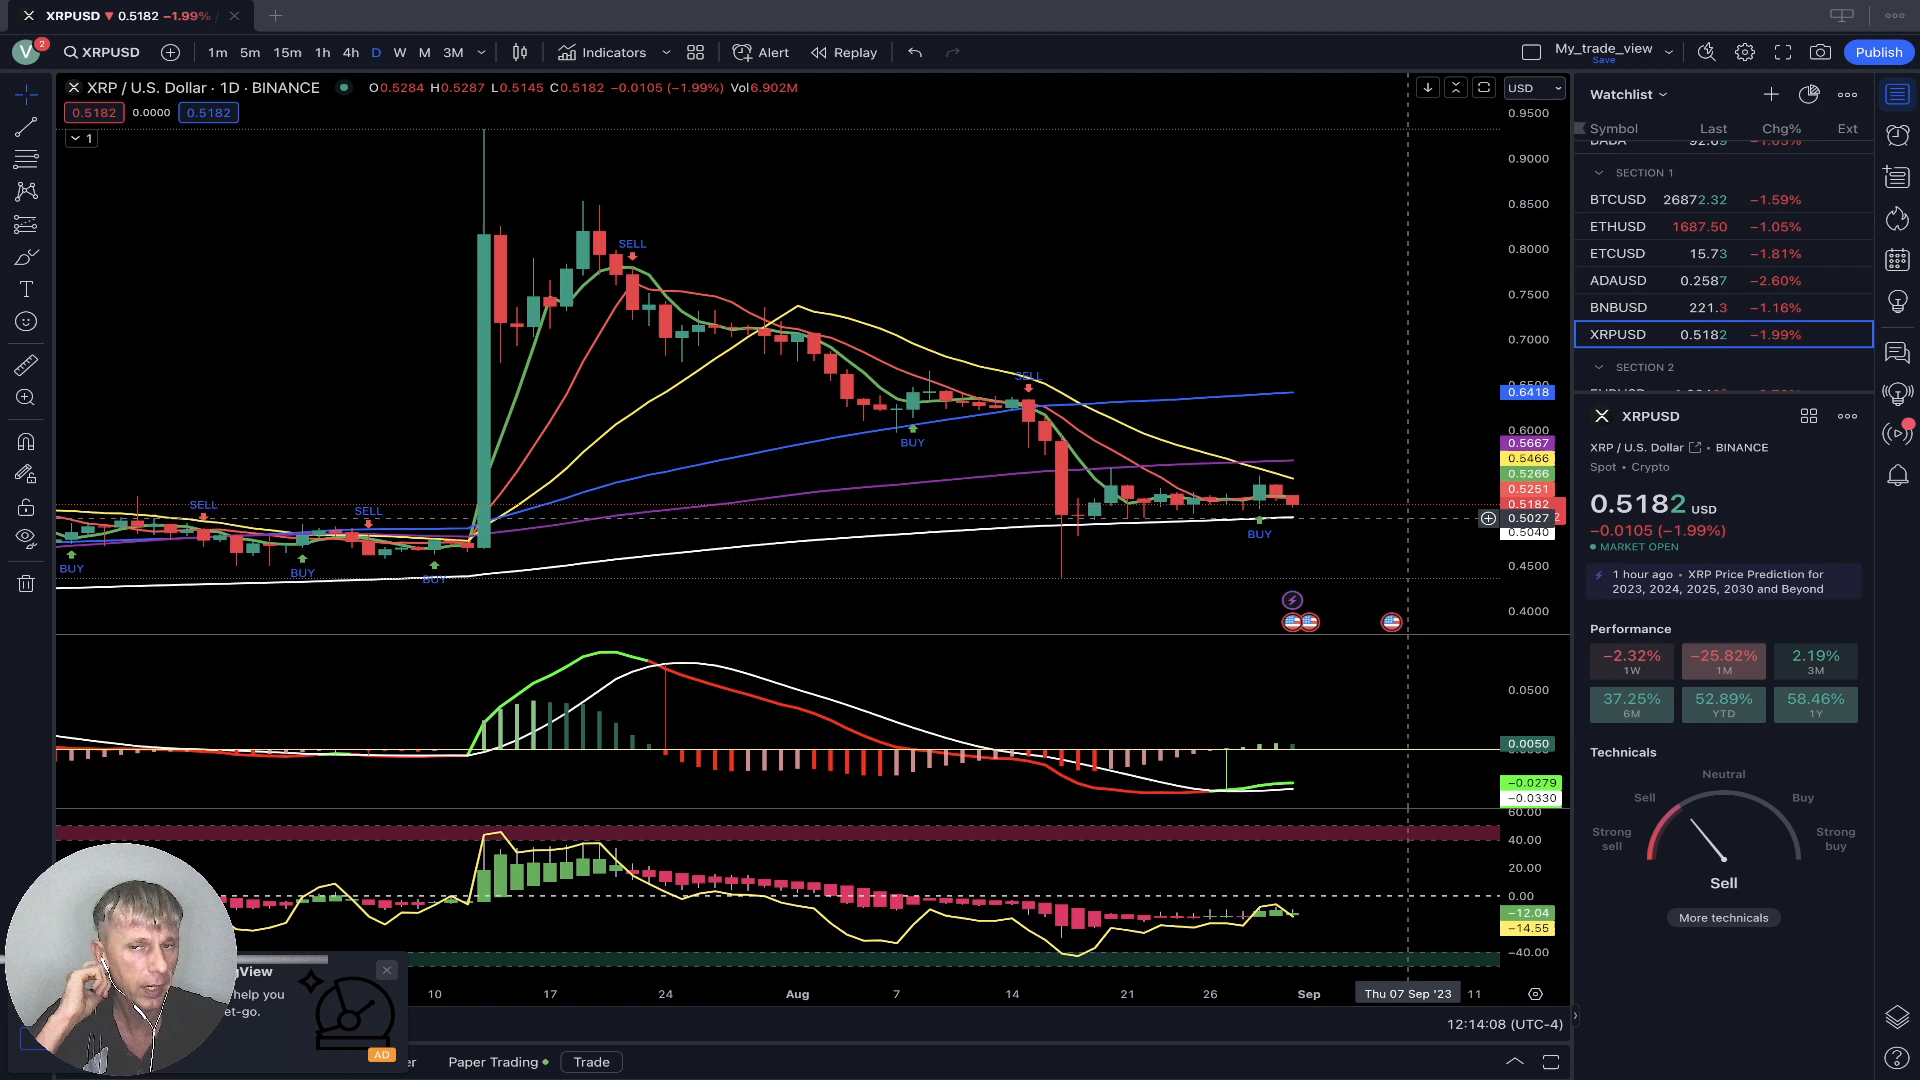 XRPUSD ▼ 0.5182 −1.99% /
V 2 XRPUSD 1m 5m 15m 1h 4h D W M 3M Indicators Alert Replay My_trade_view Save Publish
XRP / U.S. Dollar · 1D · BINANCE O0.5284 H0.5287 L0.5145 C0.5182 −0.0105 (−1.99%) Vol6.902M
0.5182 0.0000 0.5182
1
USD
0.9500
0.9000
0.8500
0.8000
0.7500
0.7000
0.6500
0.6418
0.6000
0.5667
0.5466
0.5266
0.5251
0.5182
0.5027
0.5040
0.4500
0.4000
SELL
SELL
SELL
SELL
BUY
BUY
BUY
BUY
BUY
0.0500
0.0050
−0.0279
−0.0330
60.00
40.00
20.00
0.00
−12.04
−14.55
−40.00
10 17 24 Aug 7 14 21 26 Sep Thu 07 Sep '23 11
12:14:08 (UTC-4)
gView
help you
et-go.
AD
er Paper Trading Trade
Watchlist
Symbol Last Chg% Ext
SECTION 1
BTCUSD 26872.32 −1.59%
ETHUSD 1687.50 −1.05%
ETCUSD 15.73 −1.81%
ADAUSD 0.2587 −2.60%
BNBUSD 221.3 −1.16%
XRPUSD 0.5182 −1.99%
SECTION 2
XRPUSD
XRP / U.S. Dollar • BINANCE
Spot • Crypto
0.5182 USD
−0.0105 (−1.99%)
MARKET OPEN
1 hour ago • XRP Price Prediction for
2023, 2024, 2025, 2030 and Beyond
Performance
−2.32% −25.82% 2.19%
1W 1M 3M
37.25% 52.89% 58.46%
6M YTD 1Y
Technicals
Neutral
Sell Buy
Strong sell Strong buy
Sell
More technicals